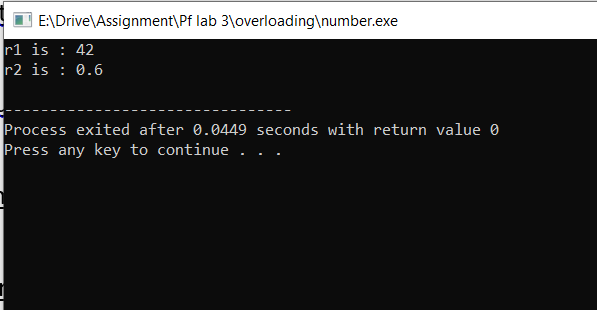 E:\Drive\Assignment\Pf lab 3\overloading\number.exe
r1 is : 42
r2 is : 0.6
--------------------------------
Process exited after 0.0449 seconds with return value 0
Press any key to continue . . .